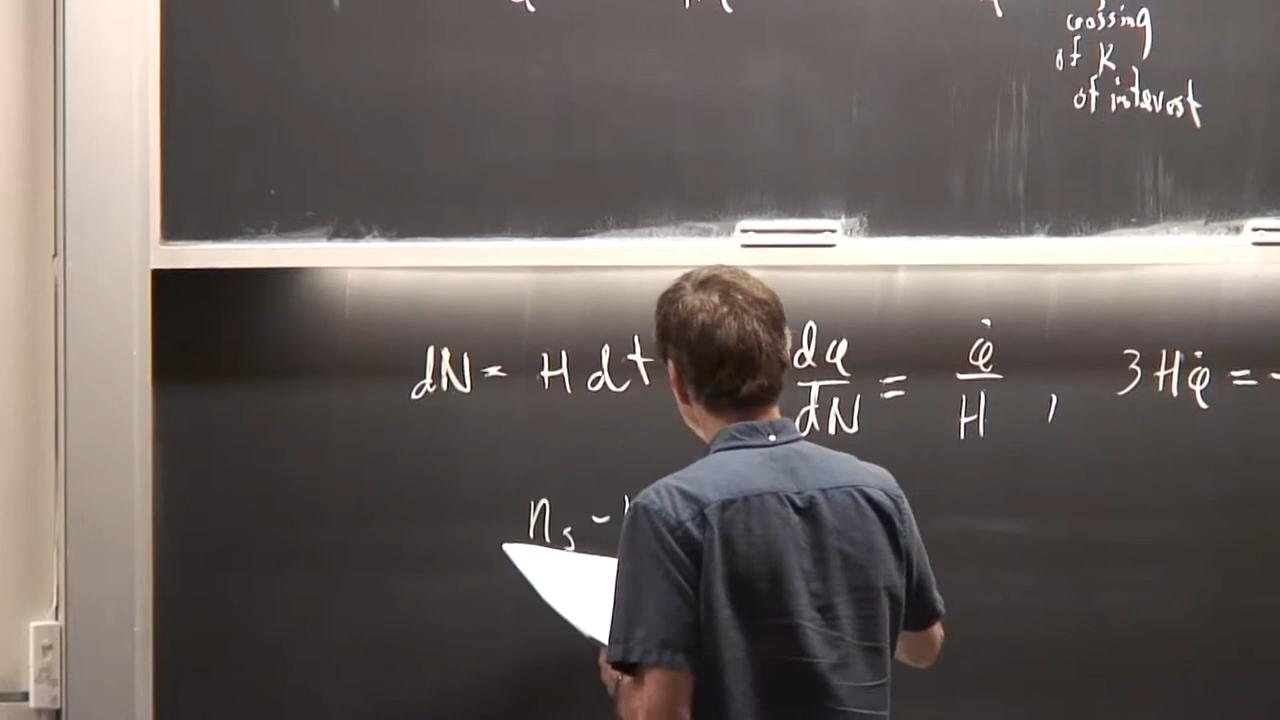 crossing
of K
of interest
dN = H dt
dφ/dN = φ̇/H , 3Hφ̇ = -
n_s -